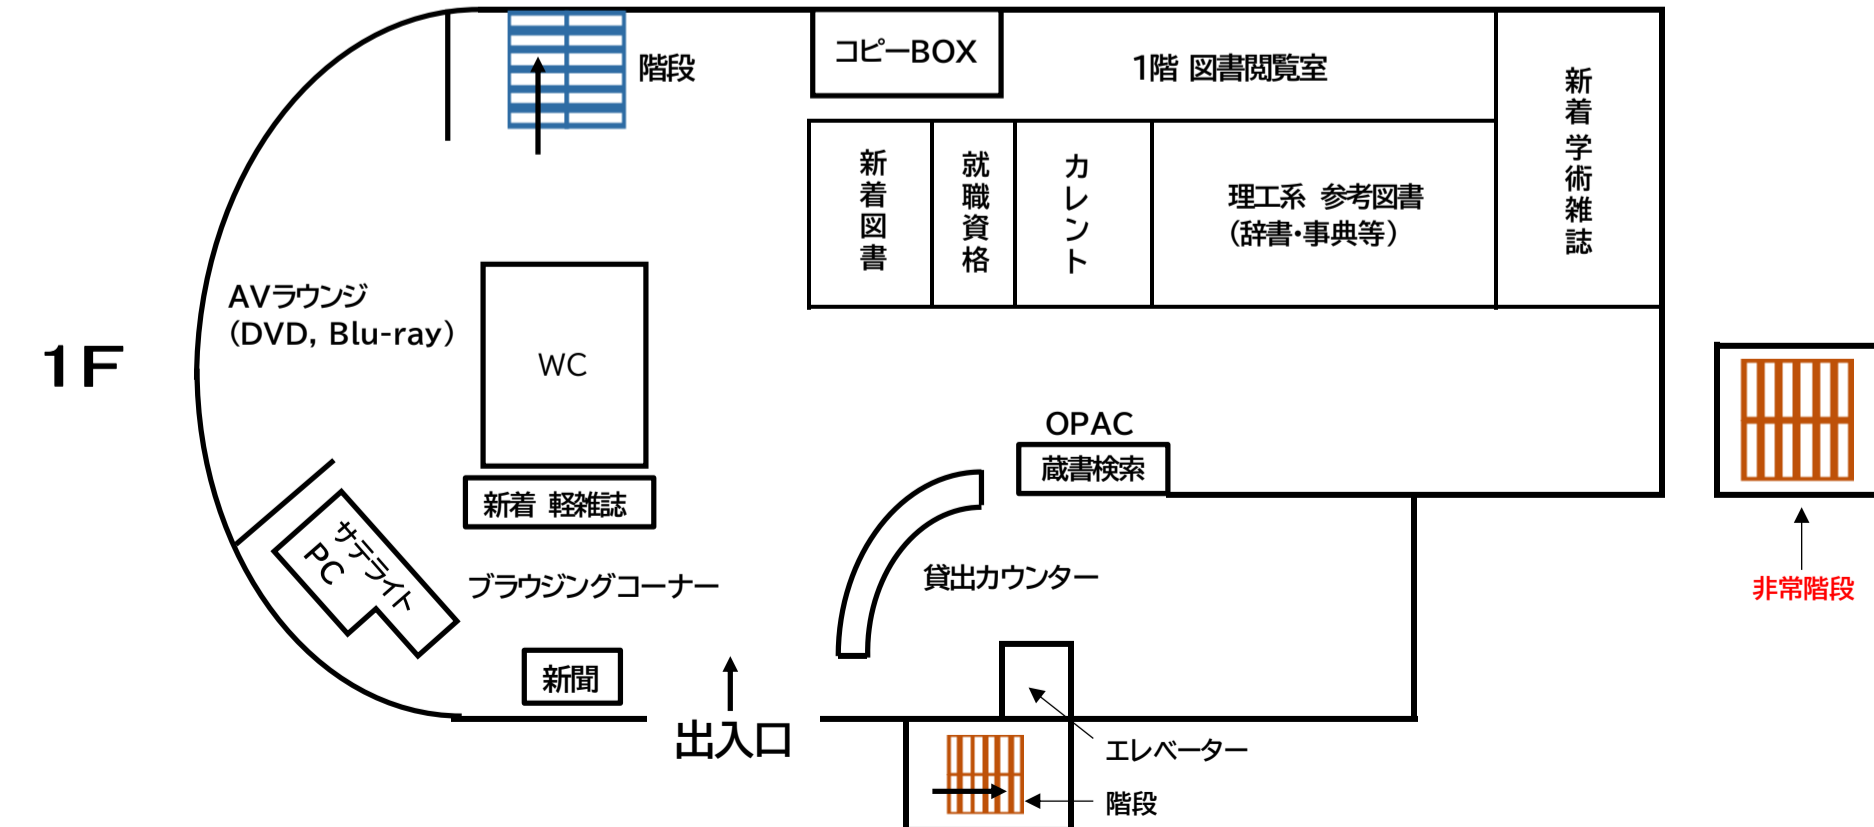 コピーBOX
階段
1階 図書閲覧室
新着 学術雑誌
新着図書
就職資格
カレント
理工系 参考図書
（辞書・事典等）
AVラウンジ
（DVD, Blu-ray）
1F
WC
OPAC
蔵書検索
新着 軽雑誌
サテライト
PC
ブラウジングコーナー
貸出カウンター
非常階段
新聞
出入口
エレベーター
階段